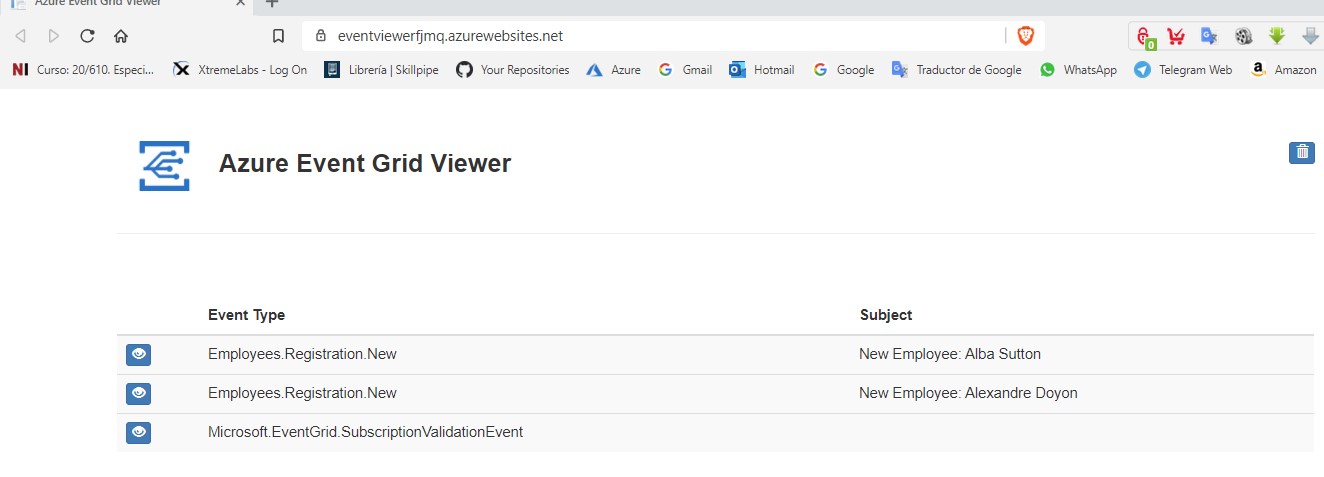 Azure Event Grid Viewer
eventviewerfjmq.azurewebsites.net
0
NI Curso: 20/610. Especi... XtremeLabs - Log On Librería | Skillpipe Your Repositories Azure Gmail Hotmail Google Traductor de Google WhatsApp Telegram Web Amazon
Azure Event Grid Viewer
Event Type Subject
Employees.Registration.New New Employee: Alba Sutton
Employees.Registration.New New Employee: Alexandre Doyon
Microsoft.EventGrid.SubscriptionValidationEvent